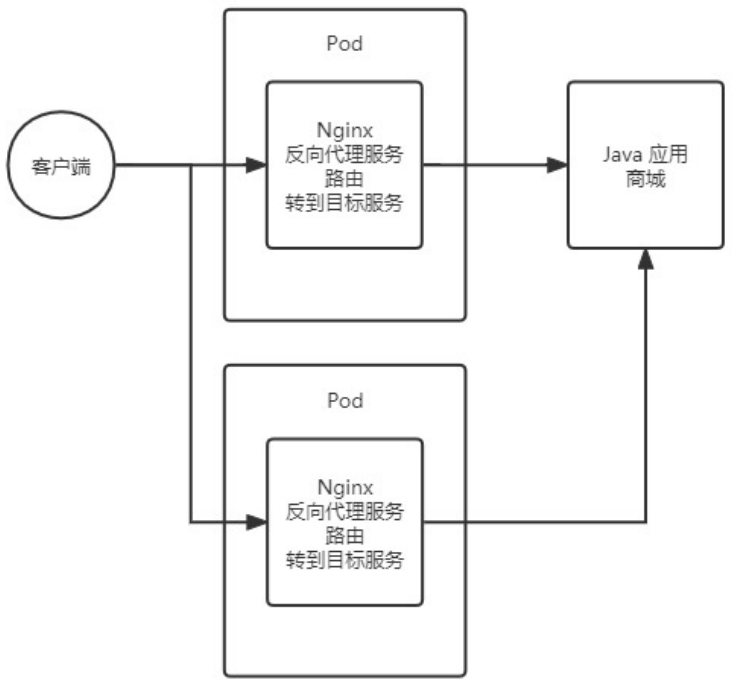 Pod
客户端
Nginx
反向代理服务
路由
转到目标服务
Java 应用
商城
Pod
Nginx
反向代理服务
路由
转到目标服务